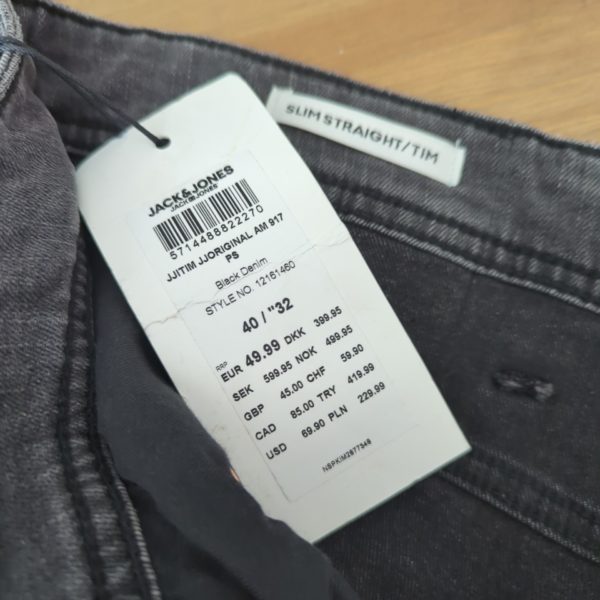 SLIM STRAIGHT/TIM
JACK&JONES
JACK&JONES
5714488822270
JJITIM JJORIGINAL AM 917
PS
Black Denim
STYLE NO. 12161460
40 / "32
RRP
EUR 49.99 DKK 399.95
SEK 599.95 NOK 499.95
GBP 45.00 CHF 59.90
CAD 85.00 TRY 419.99
USD 69.90 PLN 229.99